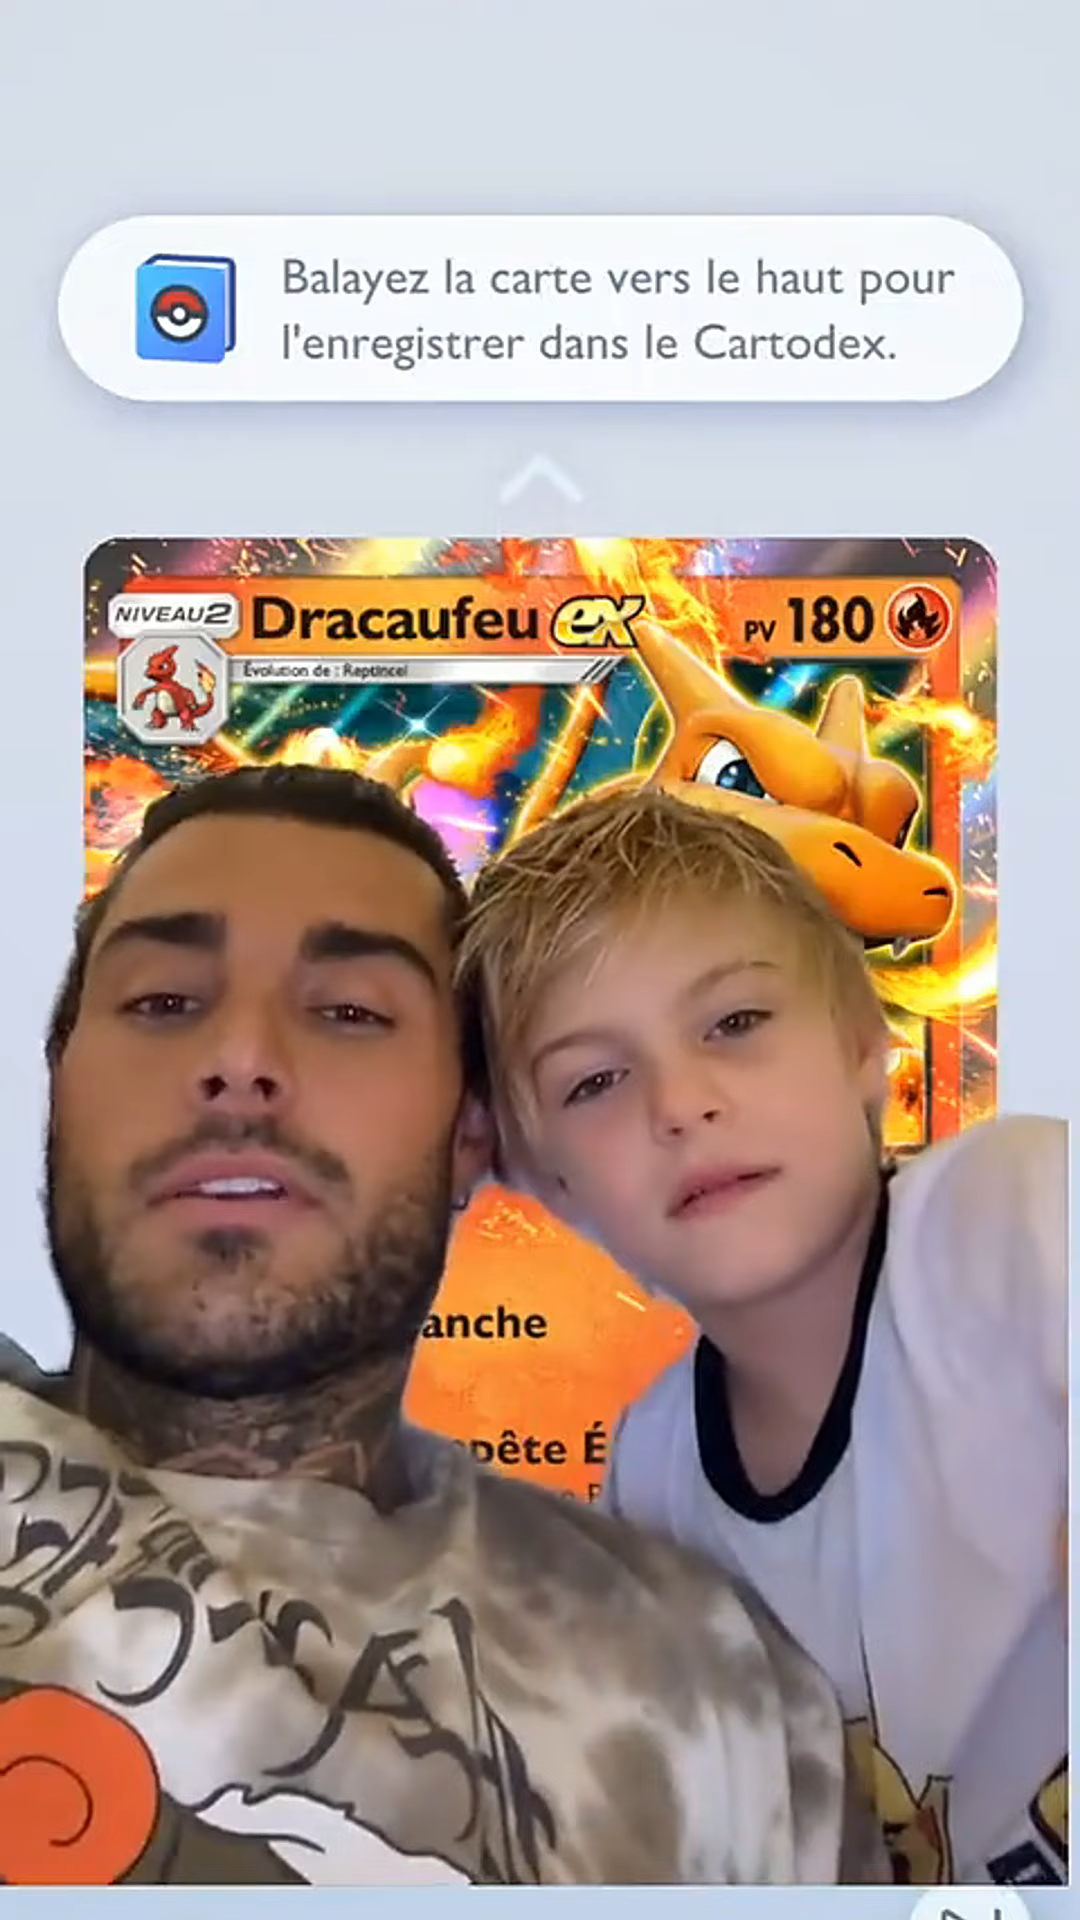 Balayez la carte vers le haut pour
l'enregistrer dans le Cartodex.
NIVEAU2 Dracaufeu ex PV 180
Évolution de : Reptincel
anche
pête É